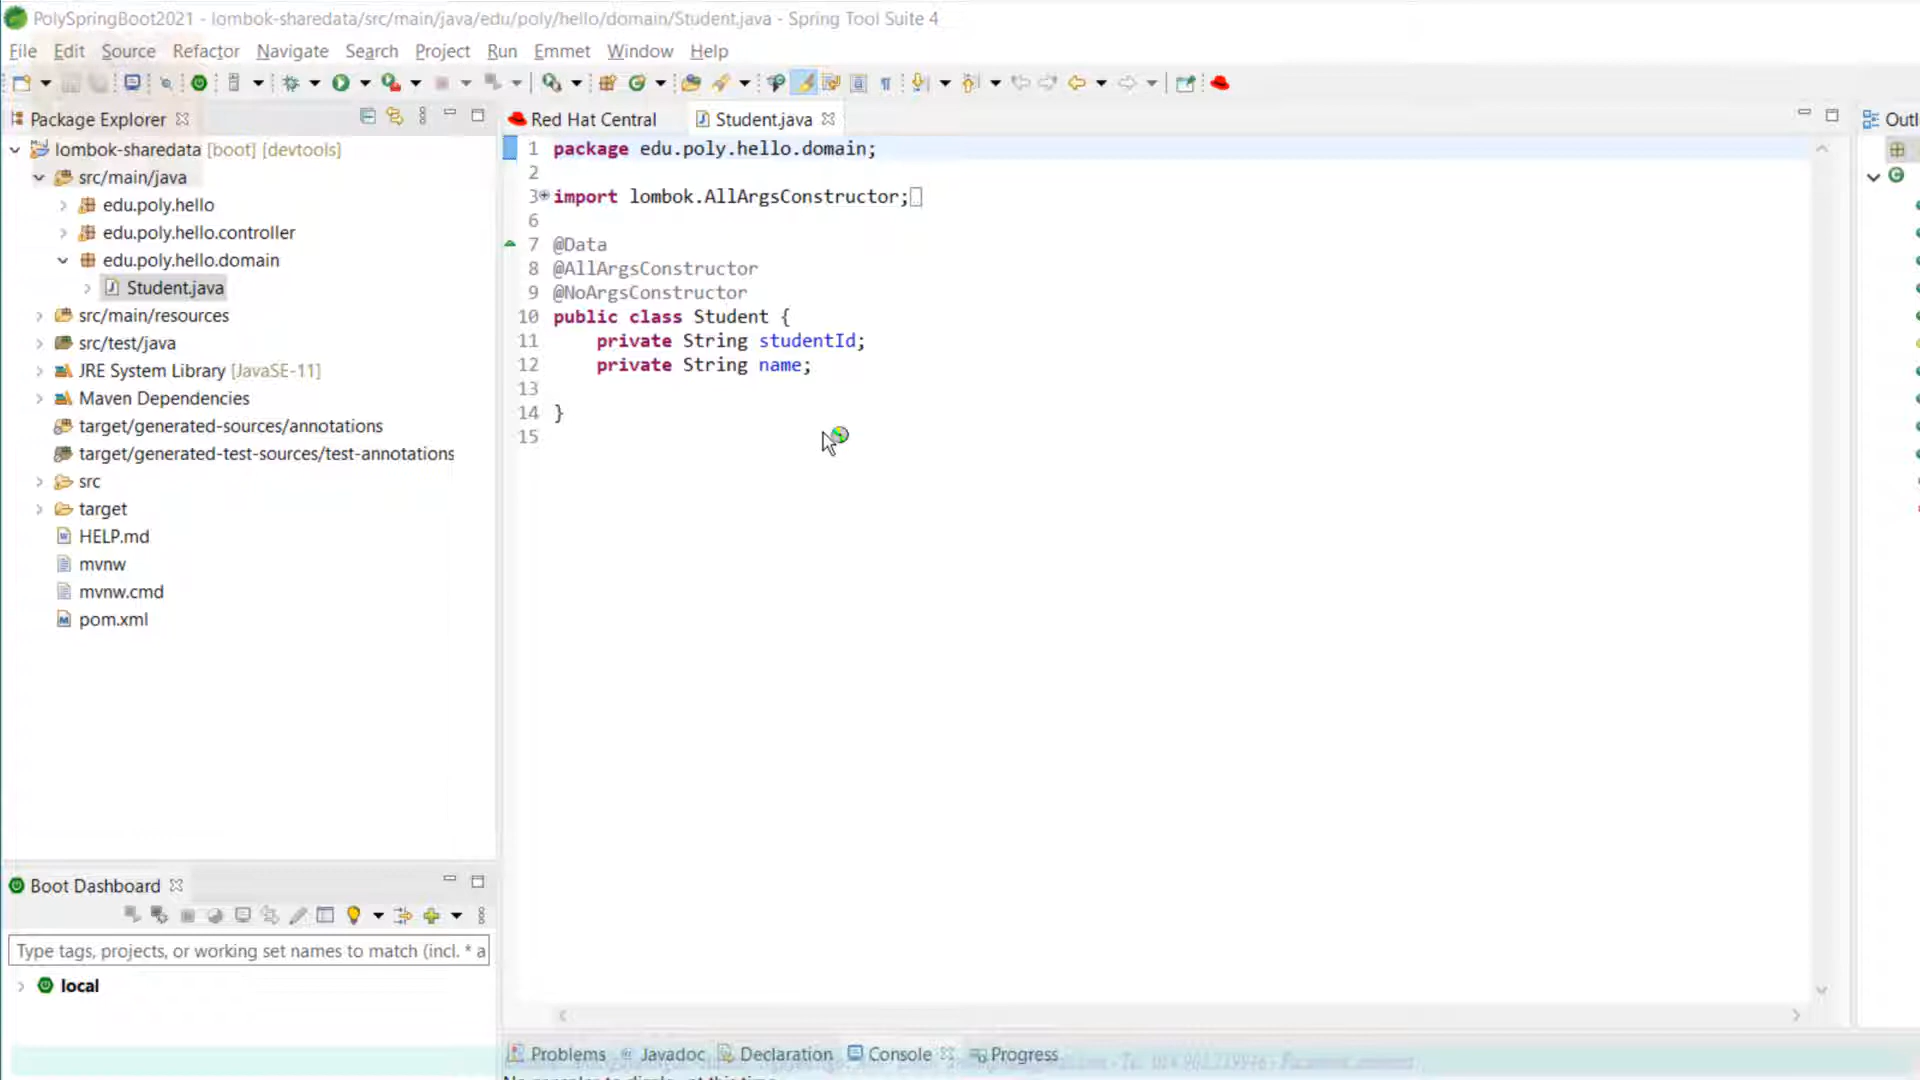 PolySpringBoot2021 - lombok-sharedata/src/main/java/edu/poly/hello/domain/Student.java - Spring Tool Suite 4
File Edit Source Refactor Navigate Search Project Run Emmet Window Help
Package Explorer
lombok-sharedata [boot] [devtools]
src/main/java
edu.poly.hello
edu.poly.hello.controller
edu.poly.hello.domain
Student.java
src/main/resources
src/test/java
JRE System Library [JavaSE-11]
Maven Dependencies
target/generated-sources/annotations
target/generated-test-sources/test-annotations
src
target
HELP.md
mvnw
mvnw.cmd
pom.xml
Boot Dashboard
Type tags, projects, or working set names to match (incl. * a
local
Red Hat Central Student.java
1 package edu.poly.hello.domain;
2
3 import lombok.AllArgsConstructor;
6
7 @Data
8 @AllArgsConstructor
9 @NoArgsConstructor
10 public class Student {
11 private String studentId;
12 private String name;
13
14 }
15
Problems Javadoc Declaration Console Progress